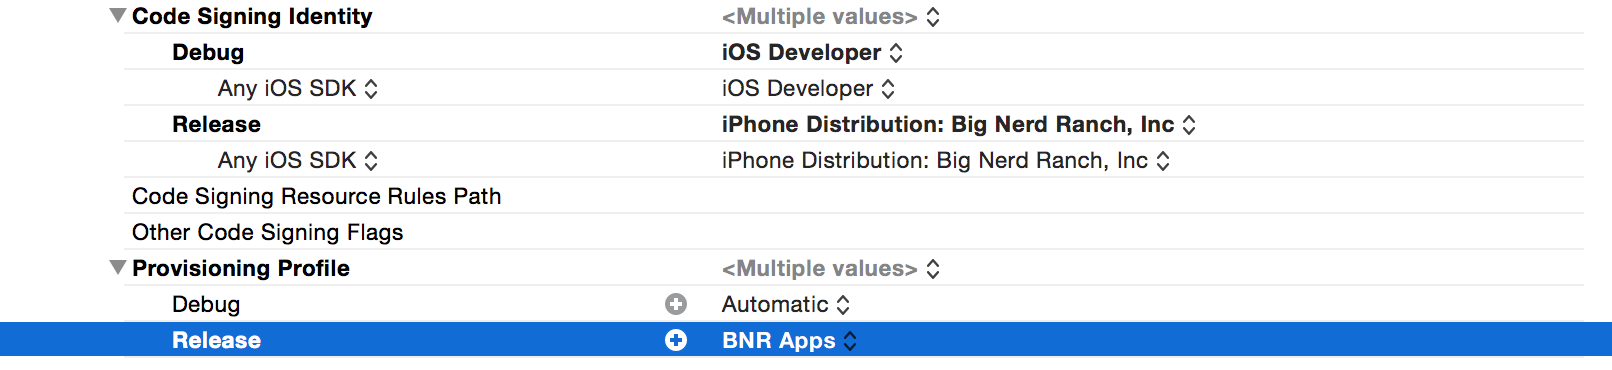 Code Signing Identity <Multiple values>
Debug iOS Developer
Any iOS SDK iOS Developer
Release iPhone Distribution: Big Nerd Ranch, Inc
Any iOS SDK iPhone Distribution: Big Nerd Ranch, Inc
Code Signing Resource Rules Path
Other Code Signing Flags
Provisioning Profile <Multiple values>
Debug Automatic
Release BNR Apps